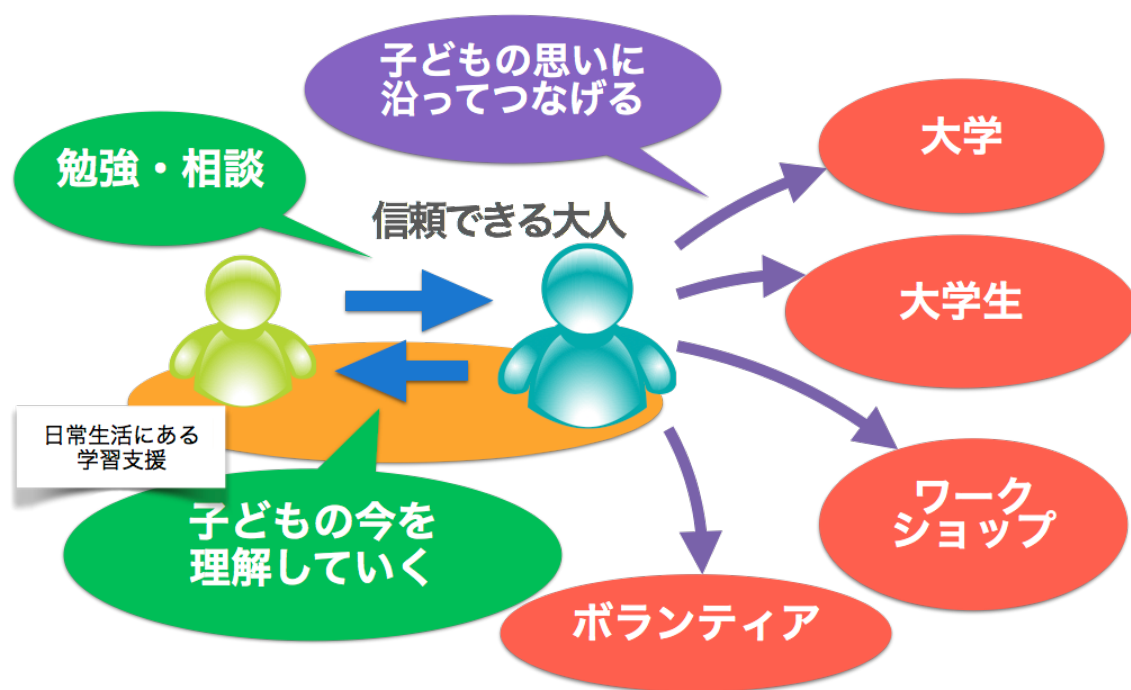 子どもの思いに
沿ってつなげる
大学
勉強・相談
信頼できる大人
大学生
日常生活にある
学習支援
ワーク
ショップ
子どもの今を
理解していく
ボランティア